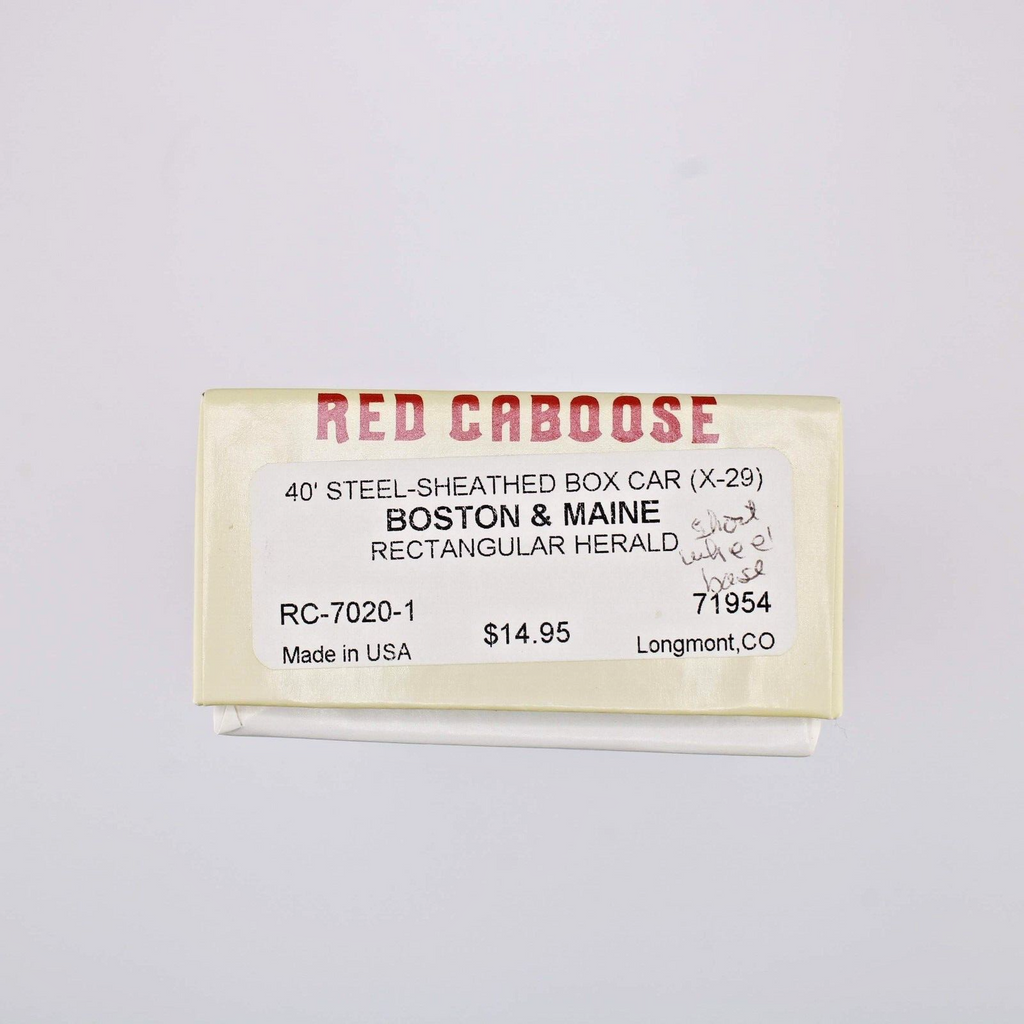 RED CABOOSE
40' STEEL-SHEATHED BOX CAR (X-29)
BOSTON & MAINE
RECTANGULAR HERALD
short
wheel
base
RC-7020-1
$14.95
71954
Made in USA
Longmont,CO